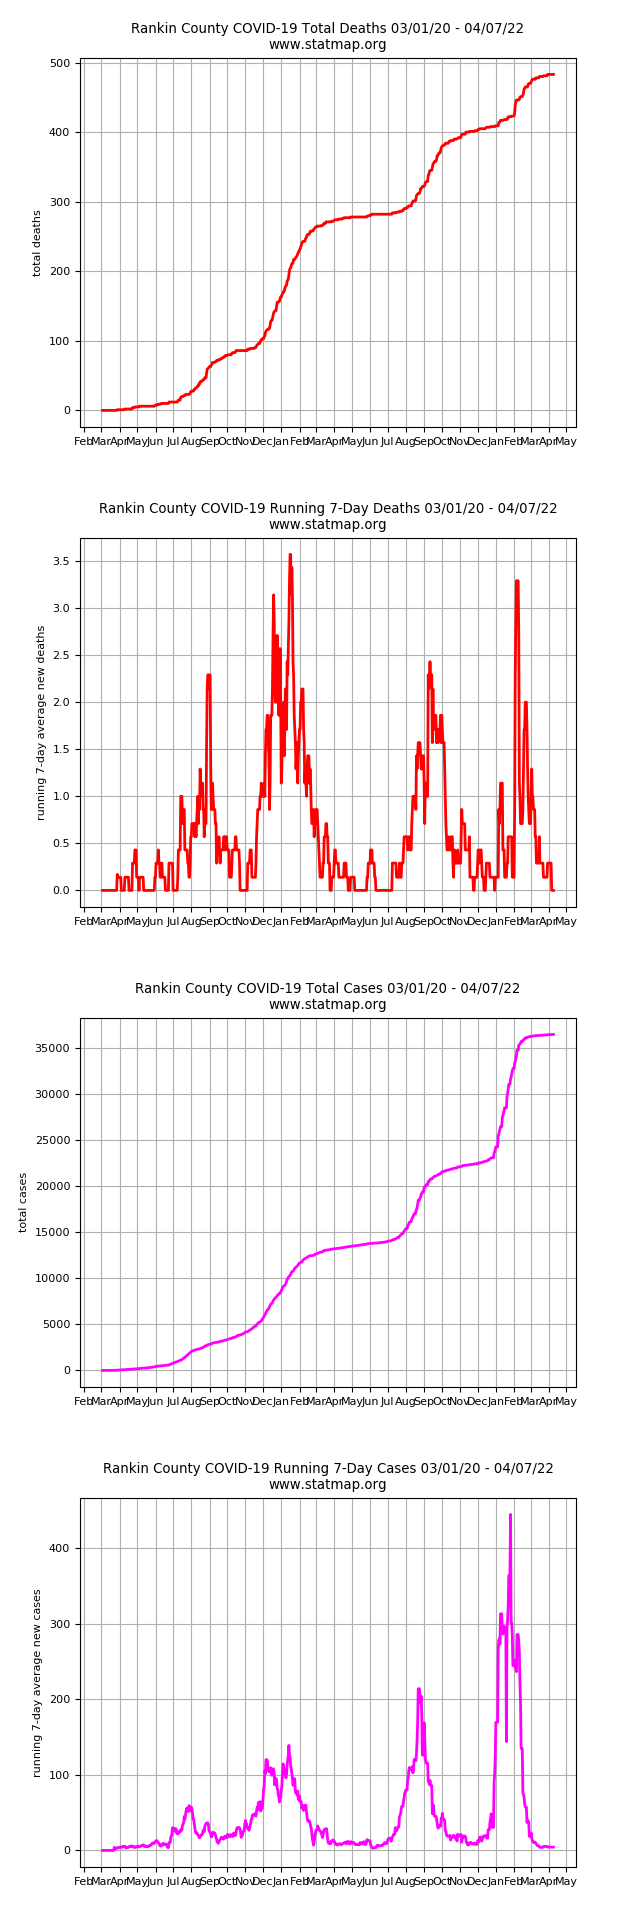 Rankin County COVID-19 Total Deaths 03/01/20 - 04/07/22
www.statmap.org
500
400
300
200
100
0
total deaths
Feb Mar Apr May Jun Jul Aug Sep Oct Nov Dec Jan Feb Mar Apr May Jun Jul Aug Sep Oct Nov Dec Jan Feb Mar Apr May
Rankin County COVID-19 Running 7-Day Deaths 03/01/20 - 04/07/22
www.statmap.org
3.5
3.0
2.5
2.0
1.5
1.0
0.5
0.0
running 7-day average new deaths
Feb Mar Apr May Jun Jul Aug Sep Oct Nov Dec Jan Feb Mar Apr May Jun Jul Aug Sep Oct Nov Dec Jan Feb Mar Apr May
Rankin County COVID-19 Total Cases 03/01/20 - 04/07/22
www.statmap.org
35000
30000
25000
20000
15000
10000
5000
0
total cases
Feb Mar Apr May Jun Jul Aug Sep Oct Nov Dec Jan Feb Mar Apr May Jun Jul Aug Sep Oct Nov Dec Jan Feb Mar Apr May
Rankin County COVID-19 Running 7-Day Cases 03/01/20 - 04/07/22
www.statmap.org
400
300
200
100
0
running 7-day average new cases
Feb Mar Apr May Jun Jul Aug Sep Oct Nov Dec Jan Feb Mar Apr May Jun Jul Aug Sep Oct Nov Dec Jan Feb Mar Apr May